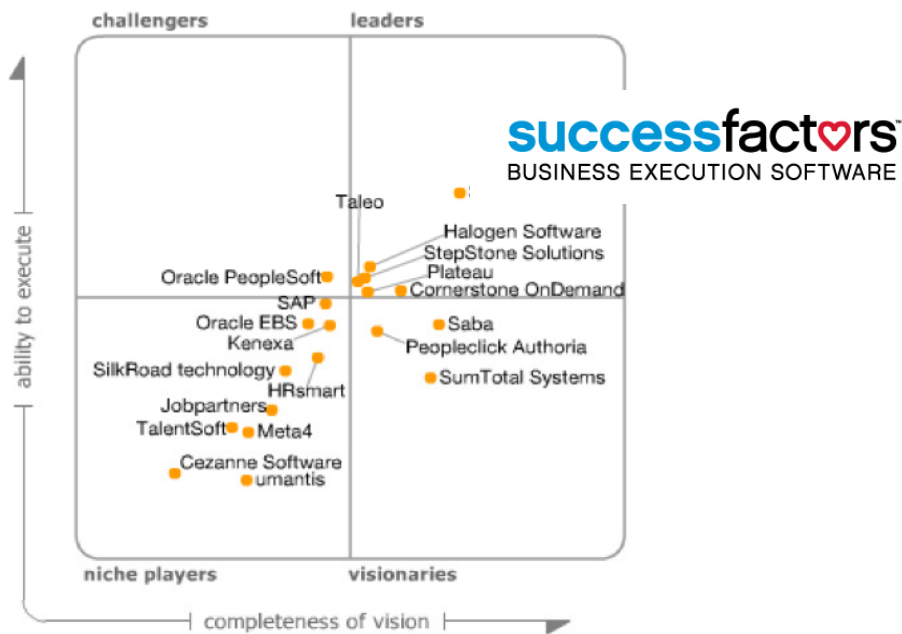 challengers
leaders
successfactors™
BUSINESS EXECUTION SOFTWARE
Taleo
Halogen Software
StepStone Solutions
Plateau
Oracle PeopleSoft
Cornerstone OnDemand
SAP
Oracle EBS
Saba
Kenexa
Peopleclick Authoria
SilkRoad technology
SumTotal Systems
HRsmart
Jobpartners
TalentSoft
Meta4
Cezanne Software
umantis
niche players
visionaries
ability to execute
completeness of vision